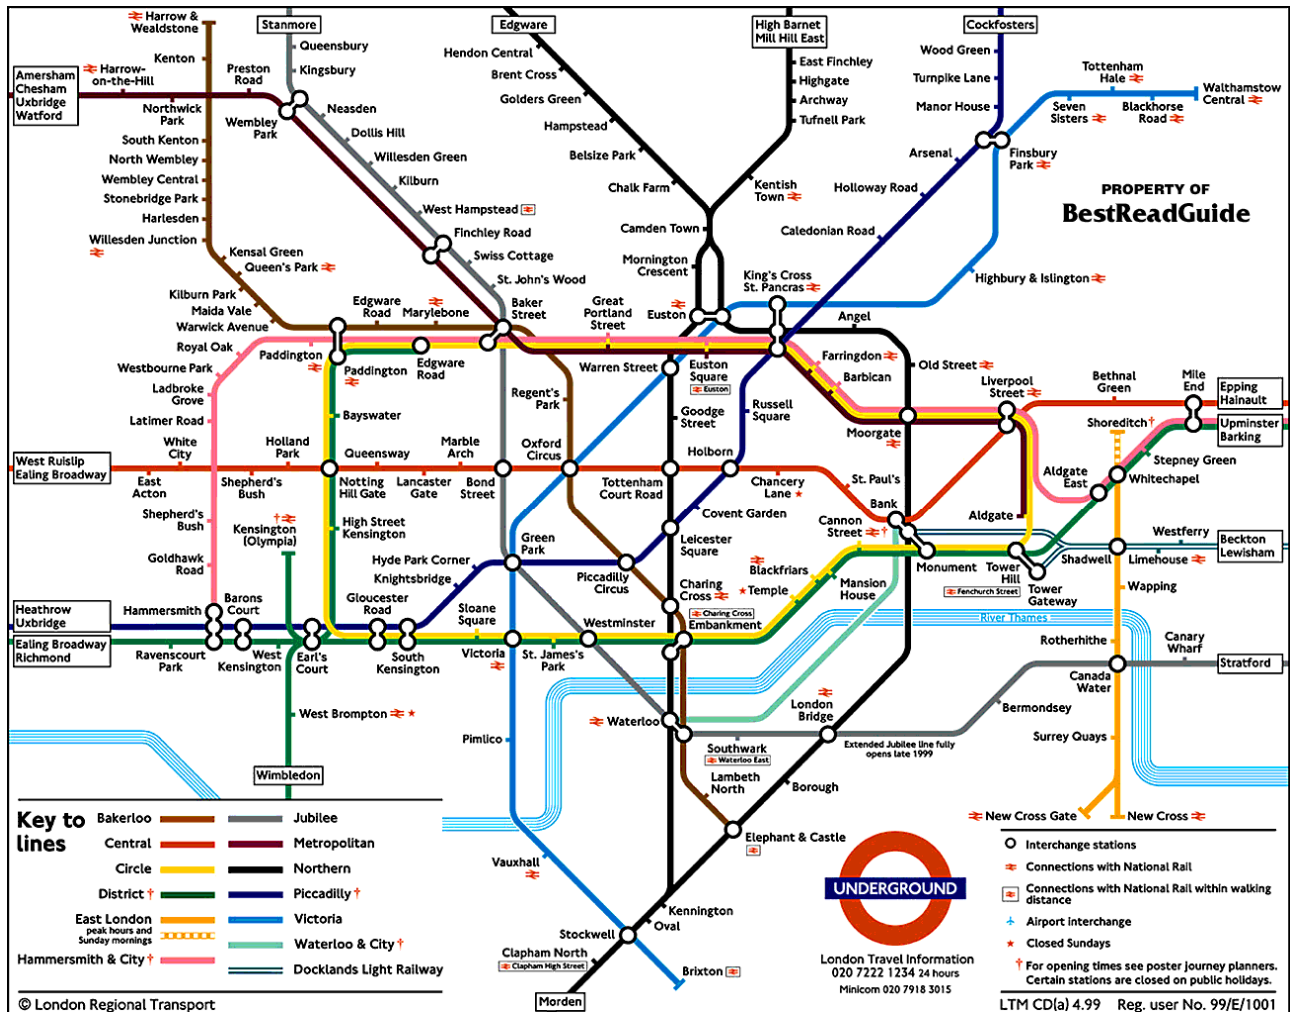 Harrow &
Wealdstone
Stanmore
Edgware
High Barnet
Mill Hill East
Cockfosters
Kenton
Queensbury
Kingsbury
Hendon Central
Brent Cross
Golders Green
Hampstead
Belsize Park
Chalk Farm
East Finchley
Highgate
Archway
Tufnell Park
Kentish
Town
Wood Green
Turnpike Lane
Manor House
Tottenham
Hale
Walthamstow
Central
Seven
Sisters
Blackhorse
Road
Amersham
Chesham
Uxbridge
Watford
Harrow-
on-the-Hill
Preston
Road
Northwick
Park
Wembley
Park
Neasden
Dollis Hill
Willesden Green
Kilburn
West Hampstead
Finchley Road
Swiss Cottage
St. John's Wood
South Kenton
North Wembley
Wembley Central
Stonebridge Park
Harlesden
Willesden Junction
Kensal Green
Queen's Park
Kilburn Park
Maida Vale
Warwick Avenue
Arsenal
Finsbury
Park
Holloway Road
Caledonian Road
PROPERTY OF
BestReadGuide
Camden Town
Mornington
Crescent
Euston
King's Cross
St. Pancras
Highbury & Islington
Angel
Old Street
Royal Oak
Westbourne Park
Ladbroke
Grove
Latimer Road
Paddington
Paddington
Edgware
Road
Marylebone
Edgware
Road
Baker
Street
Great
Portland
Street
Warren Street
Euston
Square
Euston
Farringdon
Barbican
Moorgate
Liverpool
Street
Bethnal
Green
Mile
End
Epping
Hainault
Upminster
Barking
Shoreditch †
Stepney Green
Whitechapel
Aldgate
East
Aldgate
Bayswater
Regent's
Park
Goodge
Street
Russell
Square
White
City
Holland
Park
Queensway
Marble
Arch
Oxford
Circus
Holborn
West Ruislip
Ealing Broadway
East
Acton
Shepherd's
Bush
Notting
Hill Gate
Lancaster
Gate
Bond
Street
Tottenham
Court Road
Chancery
Lane ★
St. Paul's
Bank
Cannon
Street †
Shepherd's
Bush
Goldhawk
Road
†
Kensington
(Olympia)
High Street
Kensington
Hyde Park Corner
Knightsbridge
Green
Park
Piccadilly
Circus
Covent Garden
Leicester
Square
Charing
Cross
Charing Cross
Embankment
Blackfriars
★ Temple
Mansion
House
Monument
Tower
Hill
Fenchurch Street
Tower
Gateway
Shadwell
Westferry
Limehouse
Beckton
Lewisham
Wapping
Rotherhithe
Canary
Wharf
Stratford
Canada
Water
Surrey Quays
New Cross Gate
New Cross
River Thames
Heathrow
Uxbridge
Ealing Broadway
Richmond
Hammersmith
Barons
Court
Gloucester
Road
Ravenscourt
Park
West
Kensington
Earl's
Court
South
Kensington
Sloane
Square
Victoria
St. James's
Park
Westminster
West Brompton ★
Wimbledon
Pimlico
Vauxhall
Waterloo
Southwark
Waterloo East
London
Bridge
Extended Jubilee line fully
opens late 1999
Bermondsey
Lambeth
North
Borough
Elephant & Castle
Kennington
Oval
Stockwell
Clapham North
Clapham High Street
Brixton
Morden
Key to
lines
Bakerloo
Central
Circle
District †
East London
peak hours and
Sunday mornings
Hammersmith & City †
Jubilee
Metropolitan
Northern
Piccadilly †
Victoria
Waterloo & City †
Docklands Light Railway
© London Regional Transport
UNDERGROUND
London Travel Information
020 7222 1234 24 hours
Minicom 020 7918 3015
Interchange stations
Connections with National Rail
Connections with National Rail within walking
distance
Airport interchange
★ Closed Sundays
† For opening times see poster journey planners.
Certain stations are closed on public holidays.
LTM CD(a) 4.99 Reg. user No. 99/E/1001